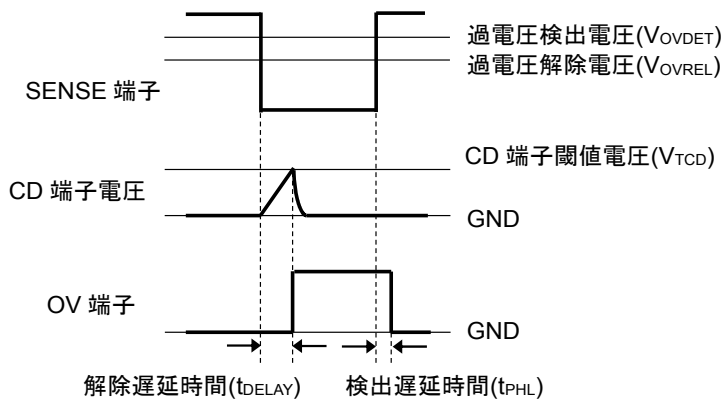 過電圧検出電圧(VOVDET)
過電圧解除電圧(VOVREL)
SENSE 端子
CD 端子閾値電圧(VTCD)
CD 端子電圧
GND
OV 端子
GND
解除遅延時間(tDELAY)
検出遅延時間(tPHL)